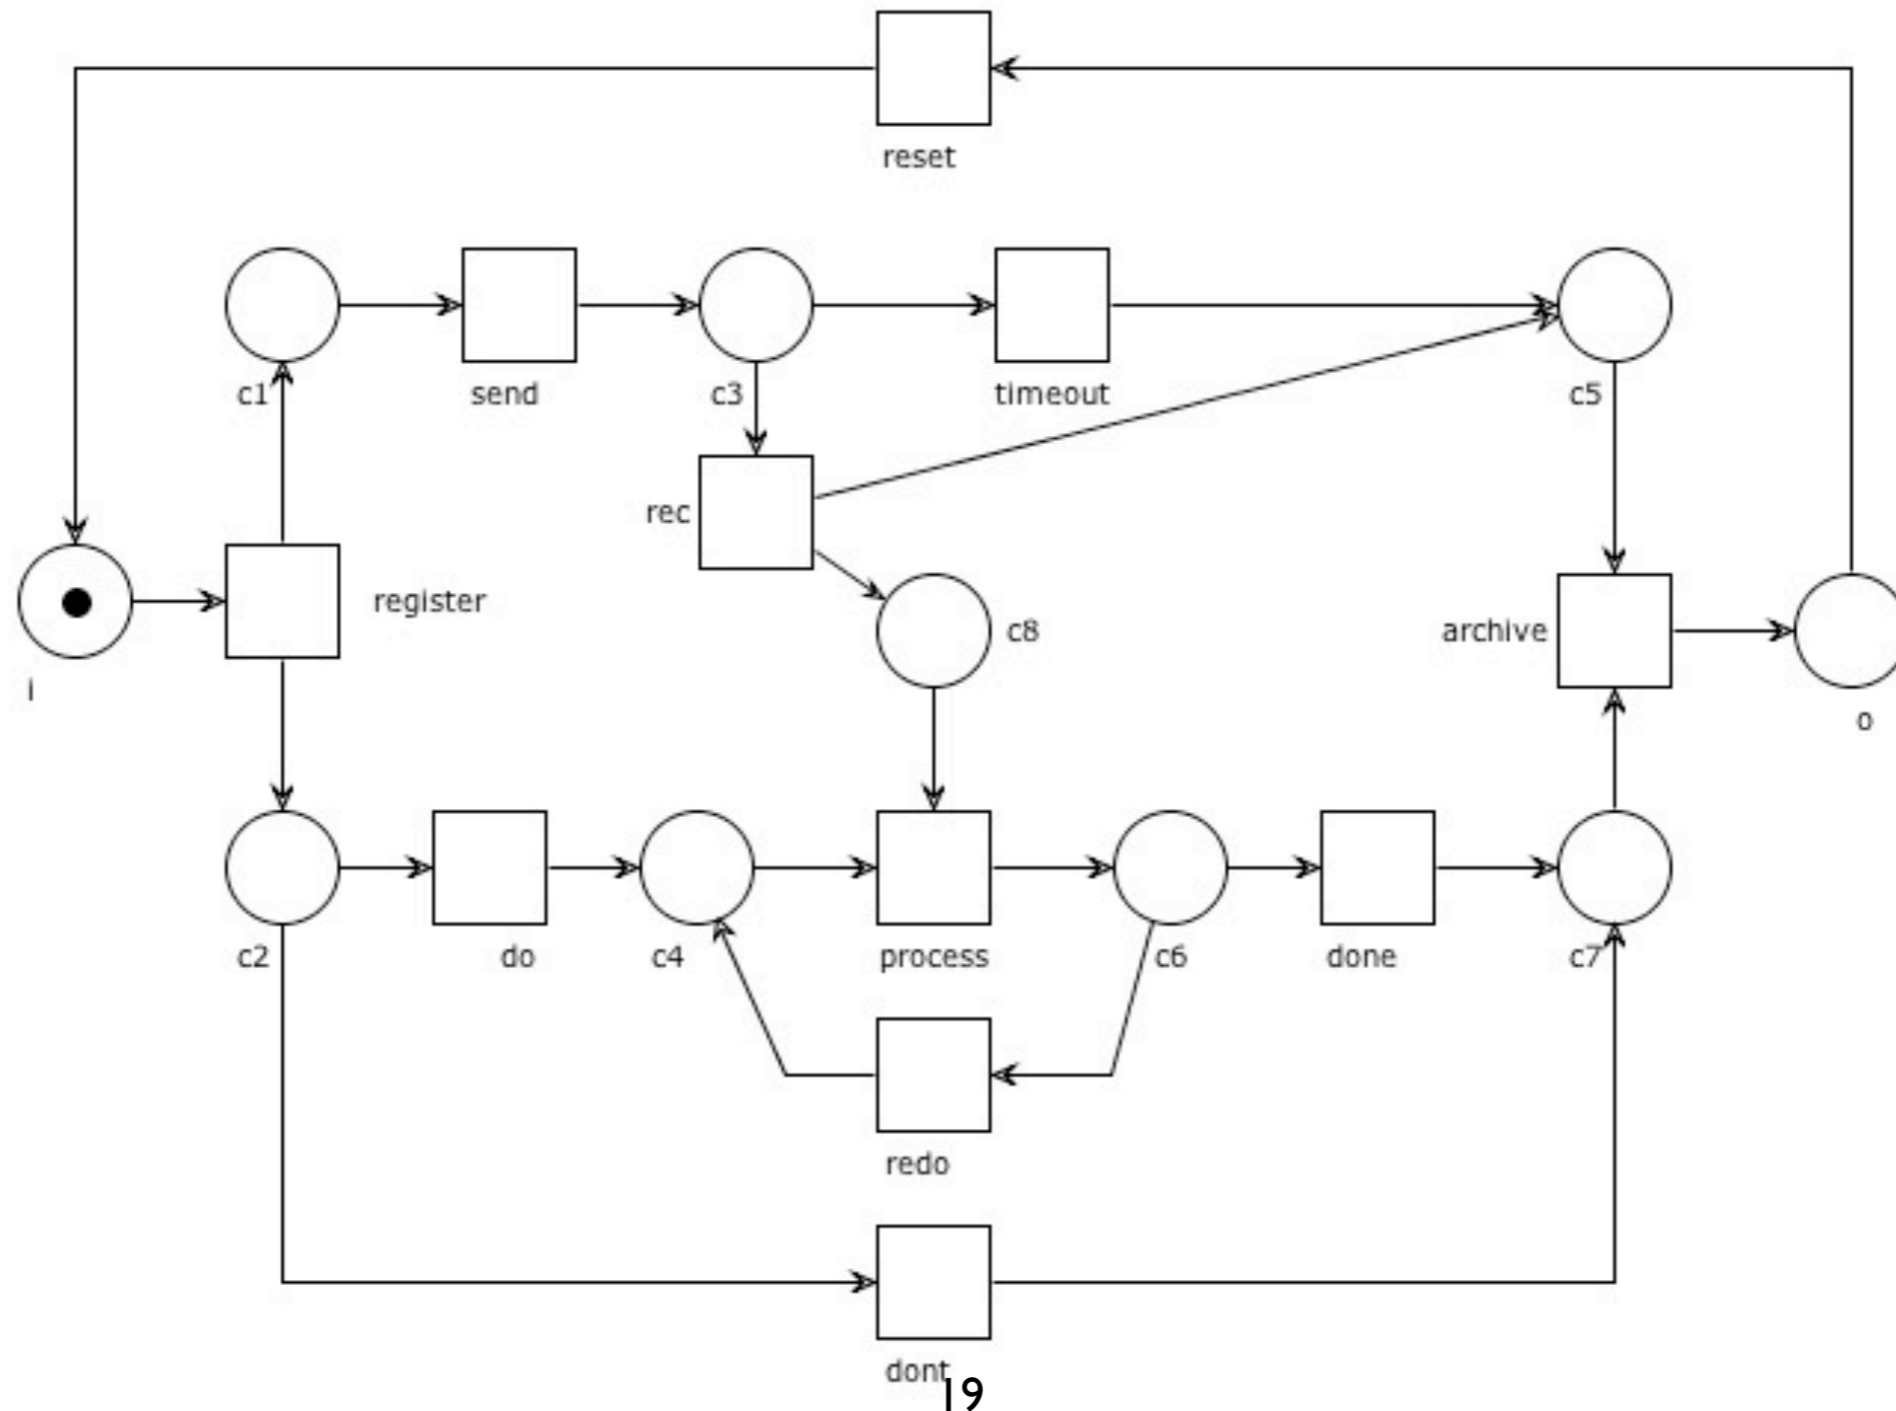 reset
c1
send
c3
timeout
c5
rec
i
register
c8
archive
o
c2
do
c4
process
c6
done
c7
redo
dont
19